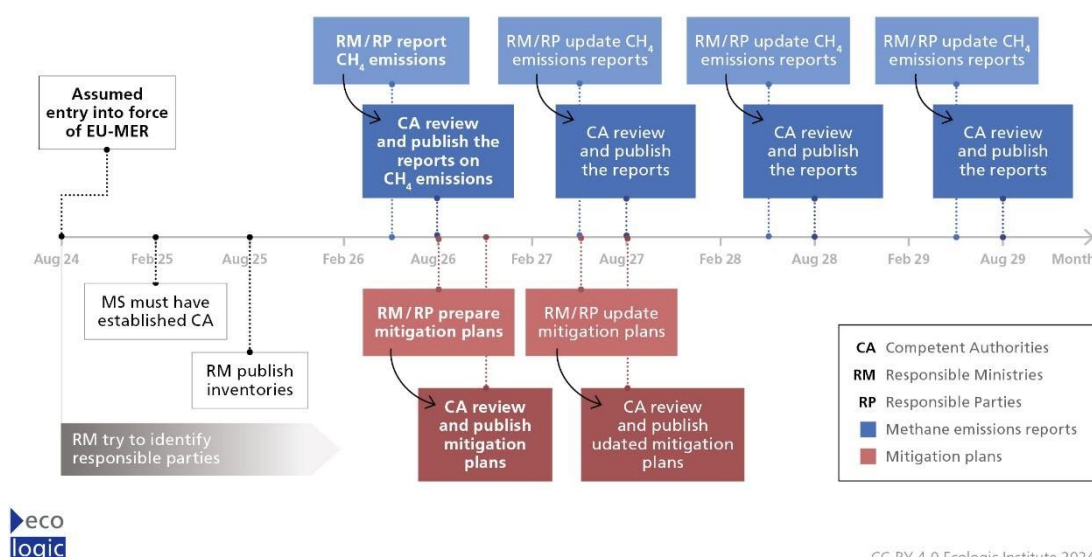 RM/RP report
CH₄ emissions
RM/RP update CH₄
emissions reports
RM/RP update CH₄
emissions reports
RM/RP update CH₄
emissions reports
Assumed
entry into force
of EU-MER
CA review
and publish the
reports on
CH₄ emissions
CA review
and publish
the reports
CA review
and publish
the reports
CA review
and publish
the reports
Aug 24
Feb 25
Aug 25
Feb 26
Aug 26
Feb 27
Aug 27
Feb 28
Aug 28
Feb 29
Aug 29
Month
MS must have
established CA
RM publish
inventories
RM try to identify
responsible parties
RM/RP prepare
mitigation plans
RM/RP update
mitigation plans
CA review
and publish
mitigation
plans
CA review
and publish
udated mitigation
plans
CA Competent Authorities
RM Responsible Ministries
RP Responsible Parties
Methane emissions reports
Mitigation plans
eco
logic
CC BY 4.0 Ecologic Institute 2024